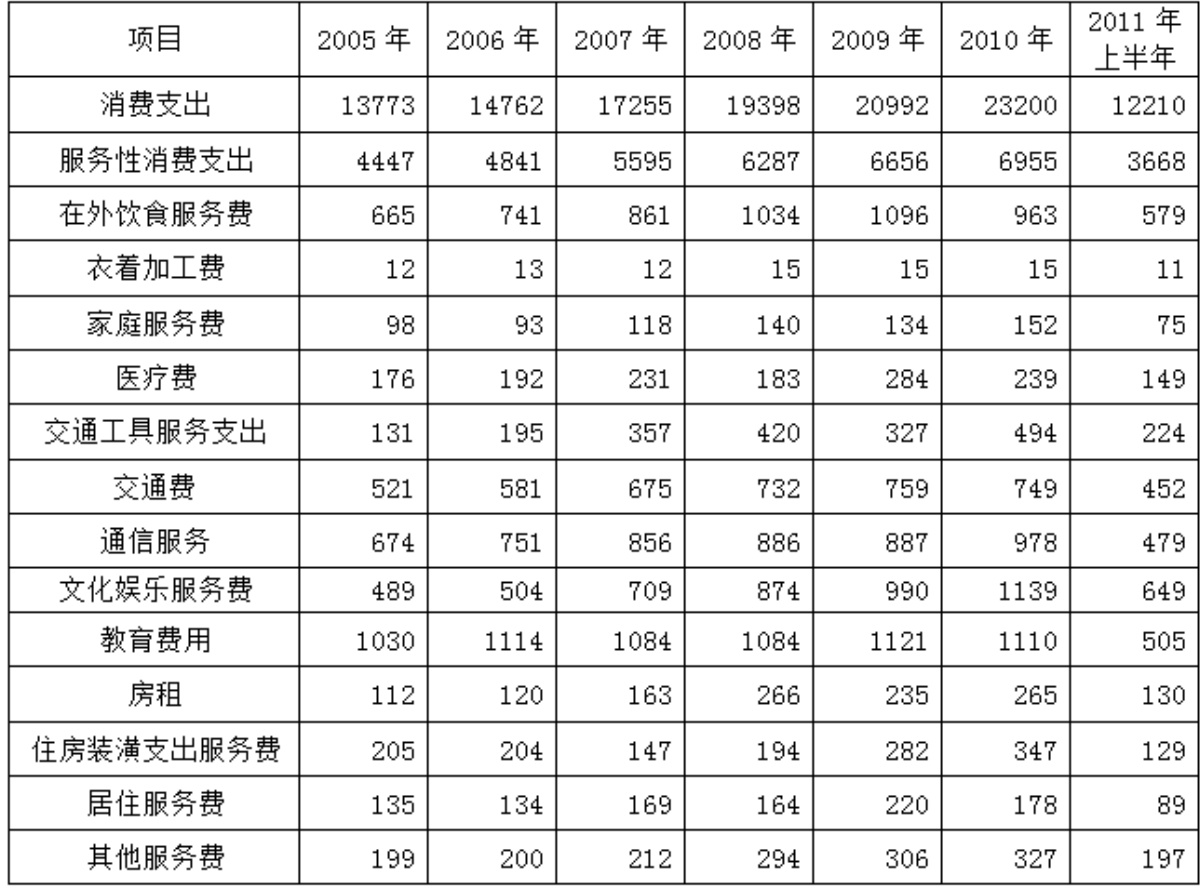 项目 2005 年 2006 年 2007 年 2008 年 2009 年 2010 年 2011 年上半年
消费支出 13773 14762 17255 19398 20992 23200 12210
服务性消费支出 4447 4841 5595 6287 6656 6955 3668
在外饮食服务费 665 741 861 1034 1096 963 579
衣着加工费 12 13 12 15 15 15 11
家庭服务费 98 93 118 140 134 152 75
医疗费 176 192 231 183 284 239 149
交通工具服务支出 131 195 357 420 327 494 224
交通费 521 581 675 732 759 749 452
通信服务 674 751 856 886 887 978 479
文化娱乐服务费 489 504 709 874 990 1139 649
教育费用 1030 1114 1084 1084 1121 1110 505
房租 112 120 163 266 235 265 130
住房装潢支出服务费 205 204 147 194 282 347 129
居住服务费 135 134 169 164 220 178 89
其他服务费 199 200 212 294 306 327 197